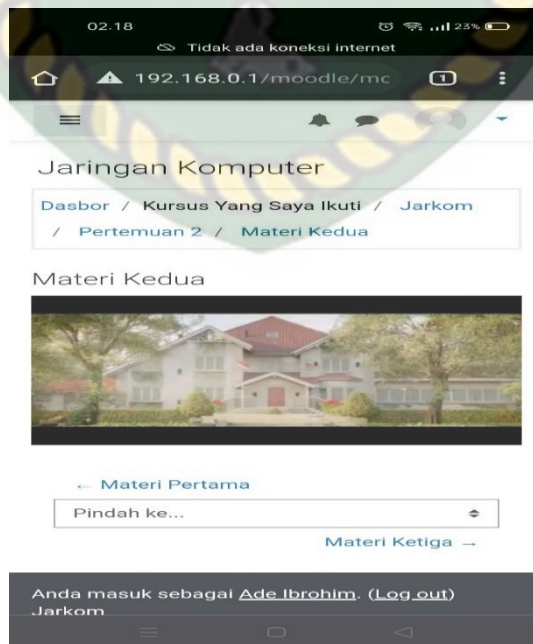 02.18 23%
Tidak ada koneksi internet
192.168.0.1/moodle/mc 1
Jaringan Komputer
Dasbor / Kursus Yang Saya Ikuti / Jarkom
/ Pertemuan 2 / Materi Kedua
Materi Kedua
← Materi Pertama
Pindah ke...
Materi Ketiga →
Anda masuk sebagai Ade Ibrohim. (Log out)
Jarkom